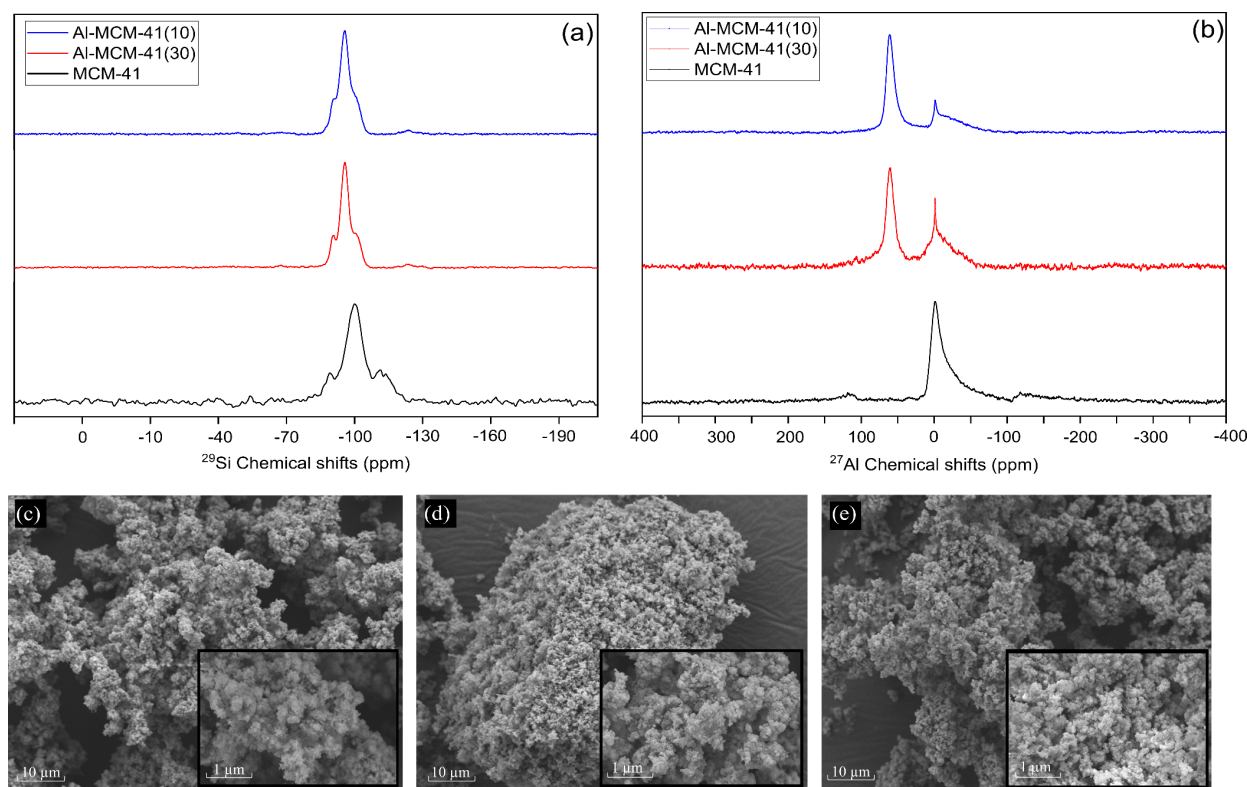 Al-MCM-41(10)
Al-MCM-41(30)
MCM-41
(a)
0 -10 -40 -70 -100 -130 -160 -190
29Si Chemical shifts (ppm)
Al-MCM-41(10)
Al-MCM-41(30)
MCM-41
(b)
400 300 200 100 0 -100 -200 -300 -400
27Al Chemical shifts (ppm)
(c)
10 µm
1 µm
(d)
10 µm
1 µm
(e)
10 µm
1 µm